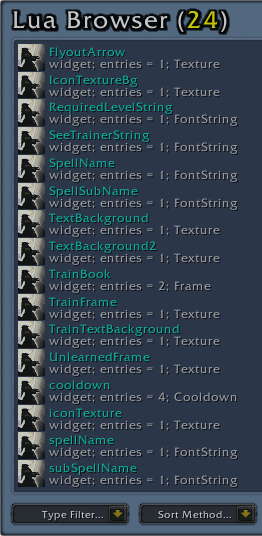 Lua Browser (24)
FlyoutArrow
widget; entries = 1; Texture
IconTextureBg
widget; entries = 1; Texture
RequiredLevelString
widget; entries = 1; FontString
SeeTrainerString
widget; entries = 1; FontString
SpellName
widget; entries = 1; FontString
SpellSubName
widget; entries = 1; FontString
TextBackground
widget; entries = 1; Texture
TextBackground2
widget; entries = 1; Texture
TrainBook
widget; entries = 2; Frame
TrainFrame
widget; entries = 1; Texture
TrainTextBackground
widget; entries = 1; Texture
UnlearnedFrame
widget; entries = 1; Texture
cooldown
widget; entries = 4; Cooldown
iconTexture
widget; entries = 1; Texture
spellName
widget; entries = 1; FontString
subSpellName
widget; entries = 1; FontString
Type Filter... Sort Method...